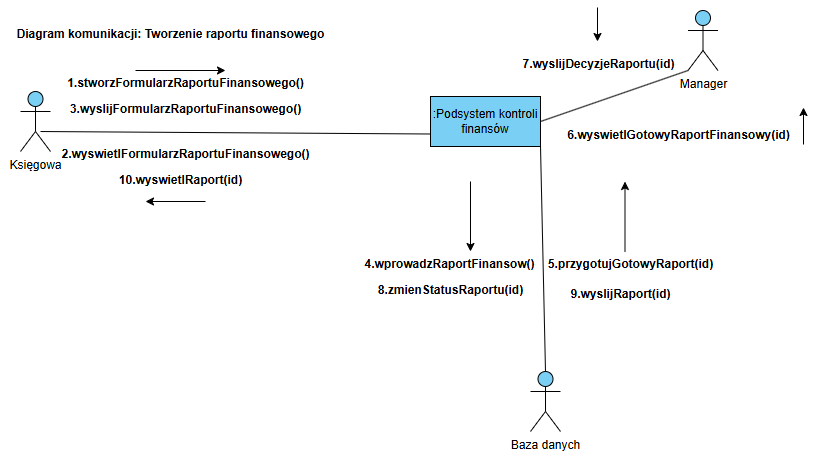 Diagram komunikacji: Tworzenie raportu finansowego
1.stworzFormularzRaportuFinansowego()
3.wyslijFormularzRaportuFinansowego()
Księgowa
2.wyswietlFormularzRaportuFinansowego()
10.wyswietlRaport(id)
:Podsystem kontroli
finansów
7.wyslijDecyzjeRaportu(id)
Manager
6.wyswietlGotowyRaportFinansowy(id)
4.wprowadzRaportFinansow()
8.zmienStatusRaportu(id)
5.przygotujGotowyRaport(id)
9.wyslijRaport(id)
Baza danych